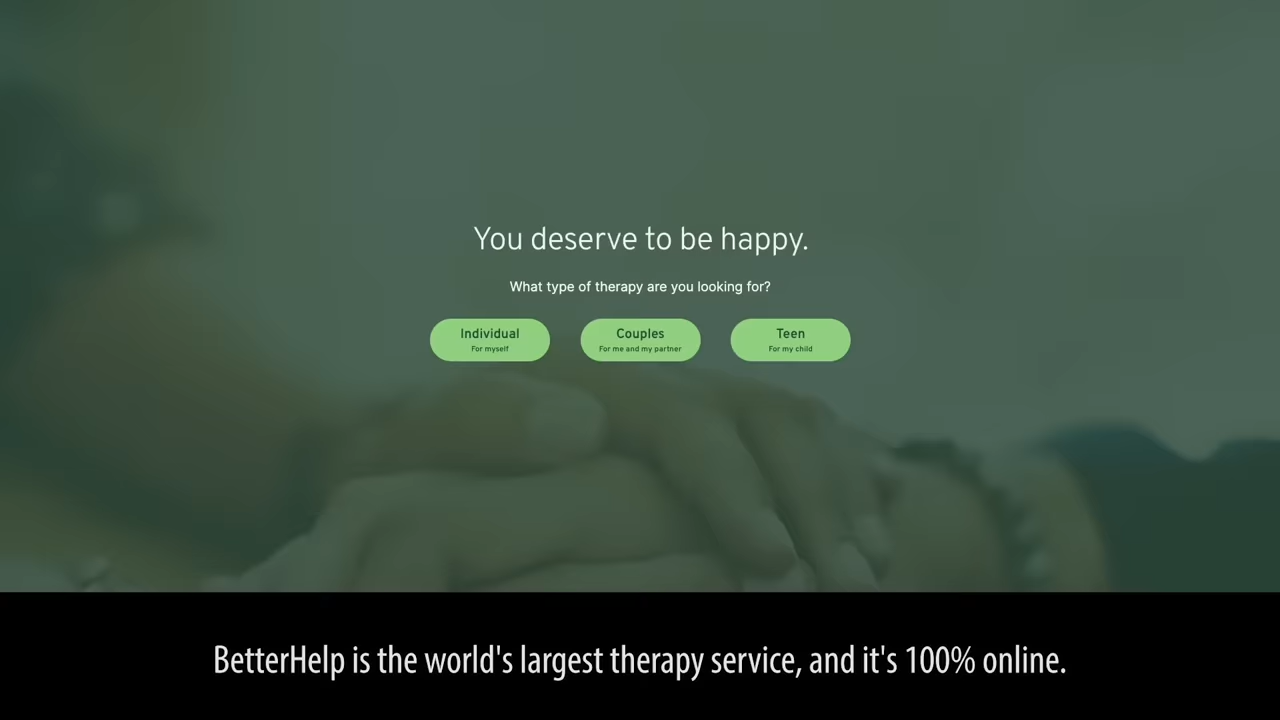 You deserve to be happy.
What type of therapy are you looking for?
Individual
For myself
Couples
For me and my partner
Teen
For my child
BetterHelp is the world's largest therapy service, and it's 100% online.